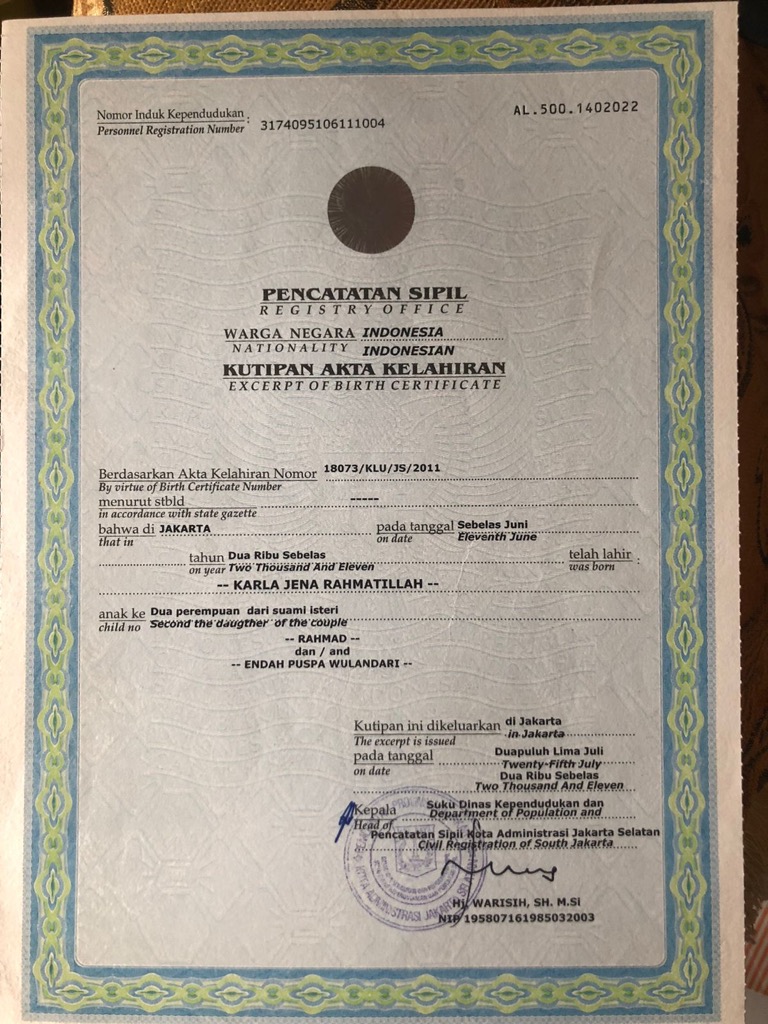 Nomor Induk Kependudukan : 3174095106111004
Personnel Registration Number
AL.500.1402022
PENCATATAN SIPIL
REGISTRY OFFICE
WARGA NEGARA INDONESIA
NATIONALITY INDONESIAN
KUTIPAN AKTA KELAHIRAN
EXCERPT OF BIRTH CERTIFICATE
Berdasarkan Akta Kelahiran Nomor 18073/KLU/JS/2011
By virtue of Birth Certificate Number
menurut stbld -----
in accordance with state gazette
bahwa di JAKARTA pada tanggal Sebelas Juni
that in on date Eleventh June
tahun Dua Ribu Sebelas telah lahir :
on year Two Thousand And Eleven was born
-- KARLA JENA RAHMATILLAH --
anak ke Dua perempuan dari suami isteri
child no Second the daugther of the couple
-- RAHMAD --
dan / and
-- ENDAH PUSPA WULANDARI --
Kutipan ini dikeluarkan di Jakarta
The excerpt is issued in Jakarta
pada tanggal Duapuluh Lima Juli
on date Twenty-Fifth July
Dua Ribu Sebelas
Two Thousand And Eleven
Kepala Suku Dinas Kependudukan dan
Head of Department of Population and
Pencatatan Sipil Kota Administrasi Jakarta Selatan
Civil Registration of South Jakarta
KOTA ADMINISTRASI JAKARTA
Hj. WARISIH, SH. M.Si
NIP 195807161985032003